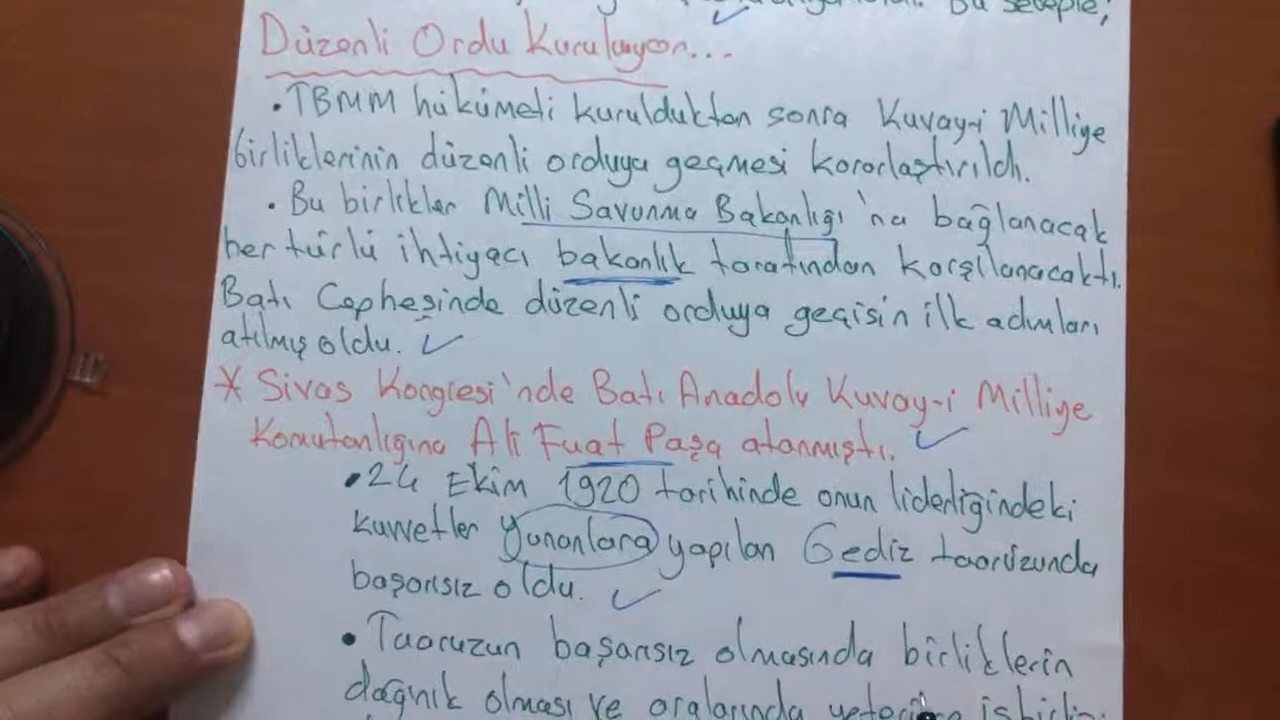 Bu sebeple,
Düzenli Ordu Kuruluyor...
• TBMM hükümeti kurulduktan sonra Kuvay-i Milliye
birliklerinin düzenli orduya geçmesi kararlaştırıldı.
• Bu birlikler Milli Savunma Bakanlığı'na bağlanacak
her türlü ihtiyacı bakanlık tarafından karşılanacaktı.
Batı Cephesinde düzenli orduya geçişin ilk adımları
atılmış oldu.
* Sivas Kongresi'nde Batı Anadolu Kuvay-i Milliye
Komutanlığına Ali Fuat Paşa atanmıştı.
• 24 Ekim 1920 tarihinde onun liderliğindeki
kuvvetler Yunanlara yapılan Gediz taarruzunda
başarısız oldu.
• Taaruzun başarısız olmasında birliklerin
dağınık olması ve aralarında